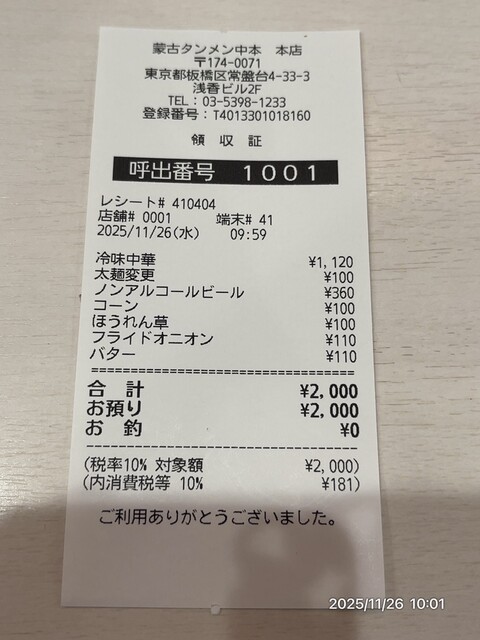 蒙古タンメン中本 本店
〒174-0071
東京都板橋区常盤台4-33-3
浅香ビル2F
TEL：03-5398-1233
登録番号：T4013301018160
領 収 証
呼出番号 1001
レシート# 410404
店舗# 0001 端末# 41
2025/11/26(水) 09:59
冷味中華 ¥1,120
太麺変更 ¥100
ノンアルコールビール ¥360
コーン ¥100
ほうれん草 ¥100
フライドオニオン ¥110
バター ¥110
合 計 ¥2,000
お預り ¥2,000
お 釣 ¥0
(税率10% 対象額 ¥2,000)
(内消費税等 10% ¥181)
ご利用ありがとうございました。
2025/11/26 10:01